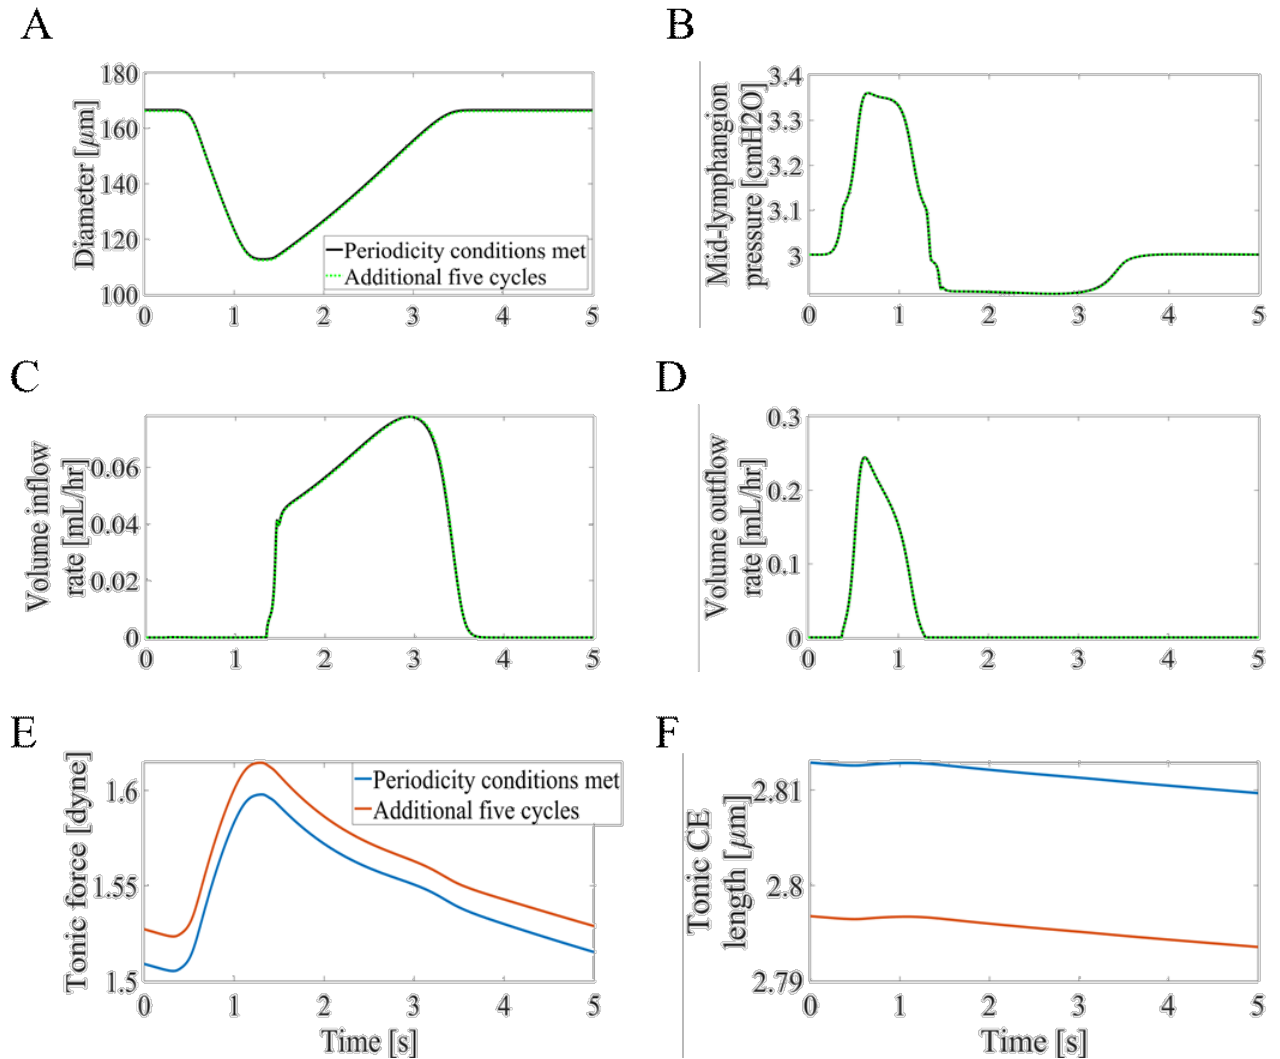 A
B
Diameter [μm]
180
160
140
120
100
0 1 2 3 4 5
Periodicity conditions met
Additional five cycles
Mid-lymphangion
pressure [cmH2O]
3.4
3.3
3.2
3.1
3
0 1 2 3 4 5
C
D
Volume inflow
rate [mL/hr]
0.06
0.04
0.02
0
0 1 2 3 4 5
Volume outflow
rate [mL/hr]
0.3
0.2
0.1
0
0 1 2 3 4 5
E
F
Tonic force [dyne]
1.6
1.55
1.5
0 1 2 3 4 5
Time [s]
Periodicity conditions met
Additional five cycles
Tonic CE
length [μm]
2.81
2.8
2.79
0 1 2 3 4 5
Time [s]